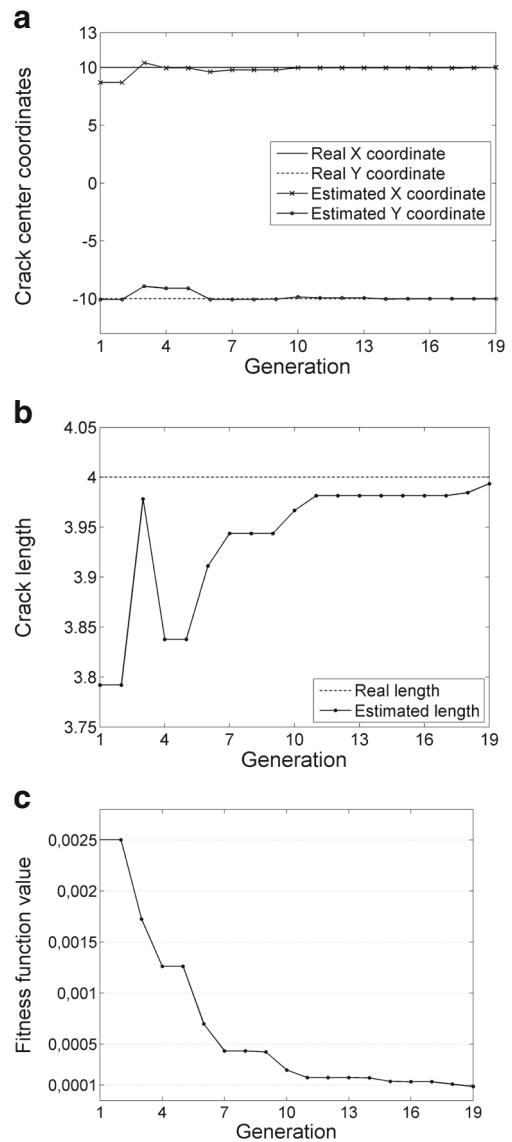 a
13
10
5
0
-5
-10
Crack center coordinates
Real X coordinate
Real Y coordinate
Estimated X coordinate
Estimated Y coordinate
1 4 7 10 13 16 19
Generation
b
4.05
4
3.95
3.9
3.85
3.8
3.75
Crack length
Real length
Estimated length
1 4 7 10 13 16 19
Generation
c
0,0025
0,002
0,0015
0,001
0,0005
0,0001
Fitness function value
1 4 7 10 13 16 19
Generation